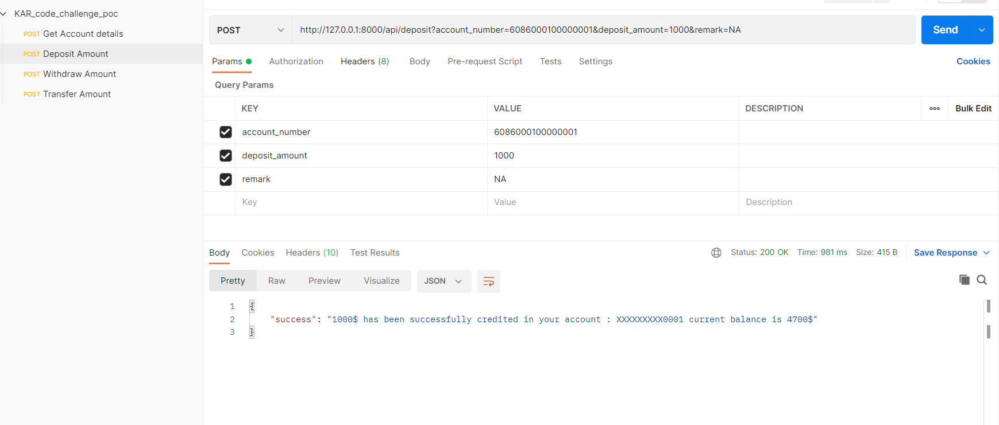 KAR_code_challenge_poc
POST Get Account details
POST Deposit Amount
POST Withdraw Amount
POST Transfer Amount
POST http://127.0.0.1:8000/api/deposit?account_number=6086000100000001&deposit_amount=1000&remark=NA Send
Params Authorization Headers (8) Body Pre-request Script Tests Settings Cookies
Query Params
KEY VALUE DESCRIPTION ooo Bulk Edit
account_number 6086000100000001
deposit_amount 1000
remark NA
Key Value Description
Body Cookies Headers (10) Test Results Status: 200 OK Time: 981 ms Size: 415 B Save Response
Pretty Raw Preview Visualize JSON
1 {
2 "success": "1000$ has been successfully credited in your account : XXXXXXXXX0001 current balance is 4700$"
3 }